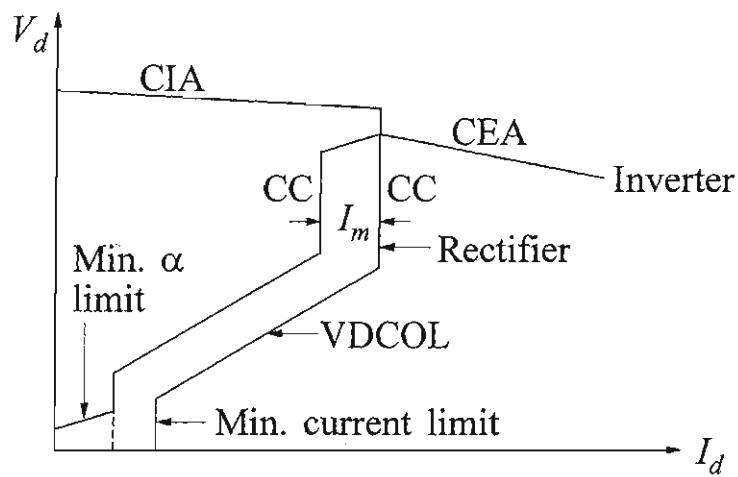 V_d
CIA
CEA
Inverter
CC
CC
I_m
Rectifier
Min. α
limit
VDCOL
Min. current limit
I_d